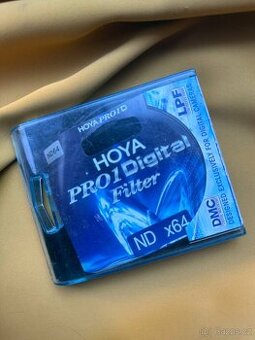 HOYA PRO1D
HOYA
PRO1 Digital
Filter
ND x64
LPF
DMC
DESIGNED EXCLUSIVELY FOR DIGITAL CAMERAS